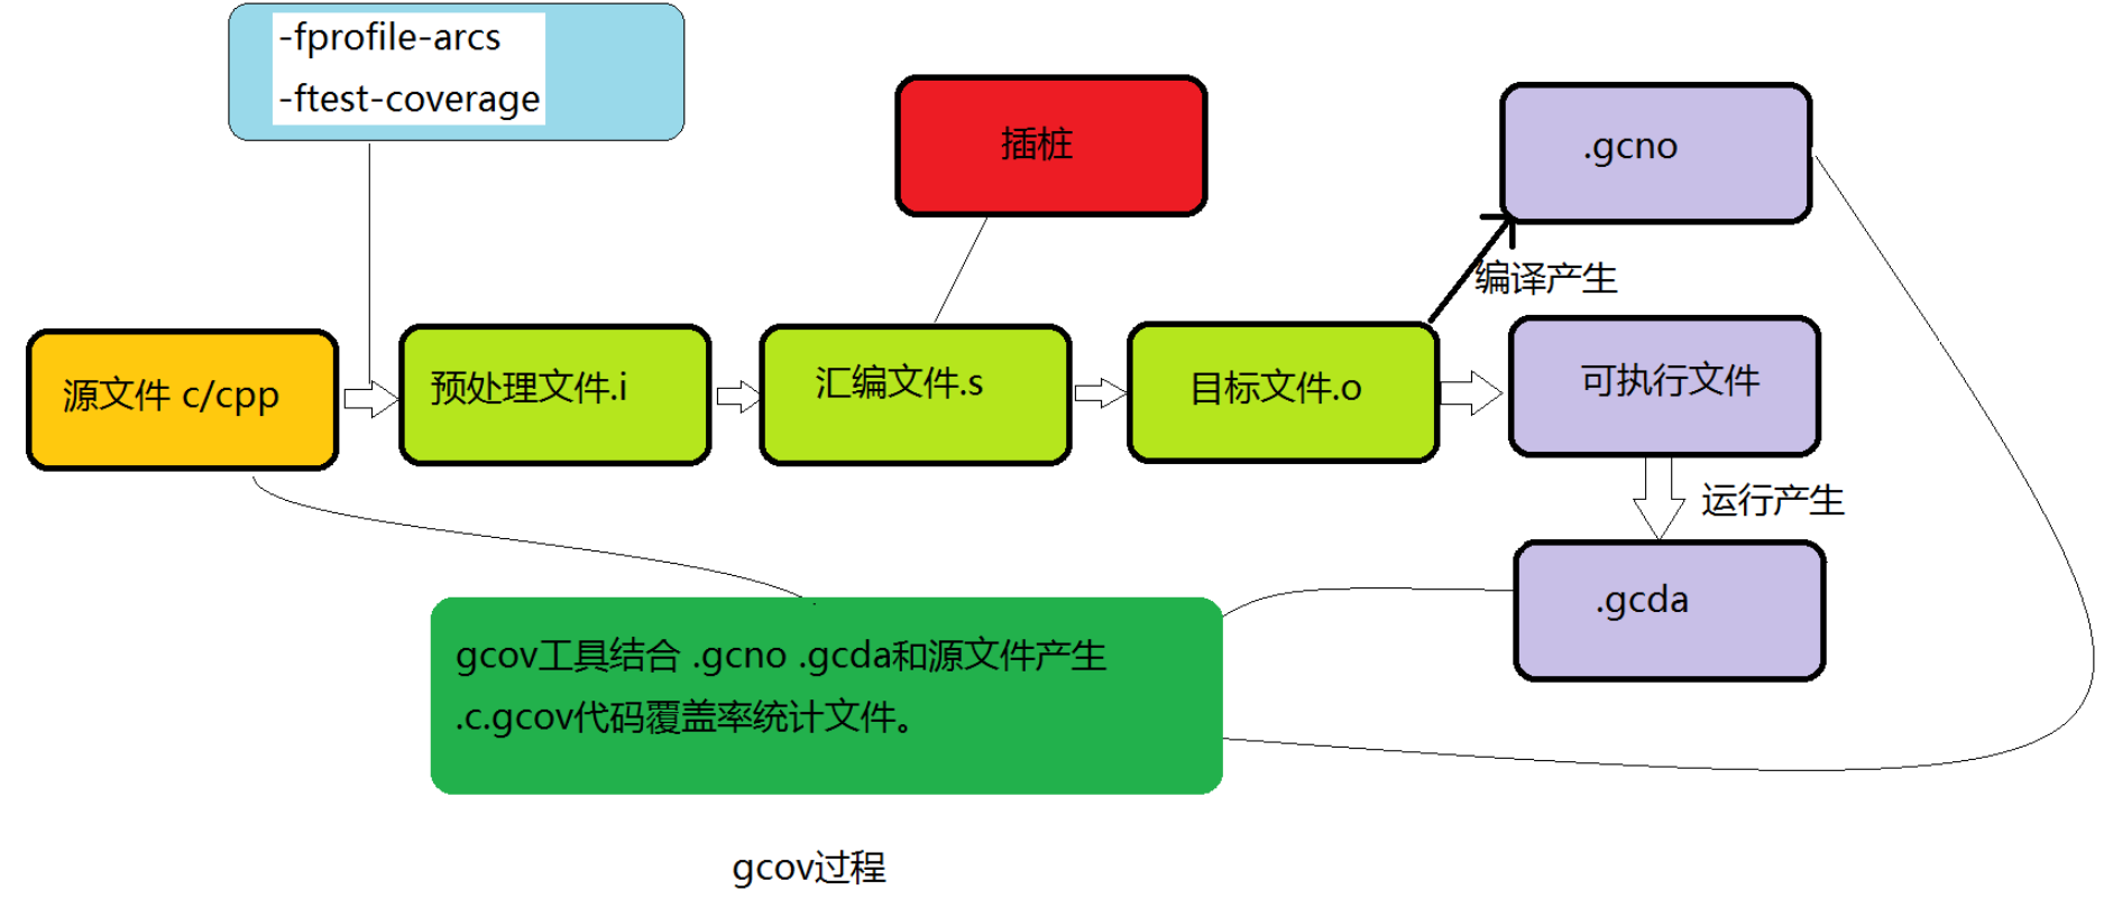 -fprofile-arcs
-ftest-coverage
插桩
.gcno
编译产生
源文件 c/cpp
预处理文件.i
汇编文件.s
目标文件.o
可执行文件
运行产生
.gcda
gcov工具结合 .gcno .gcda和源文件产生
.c.gcov代码覆盖率统计文件。
gcov过程